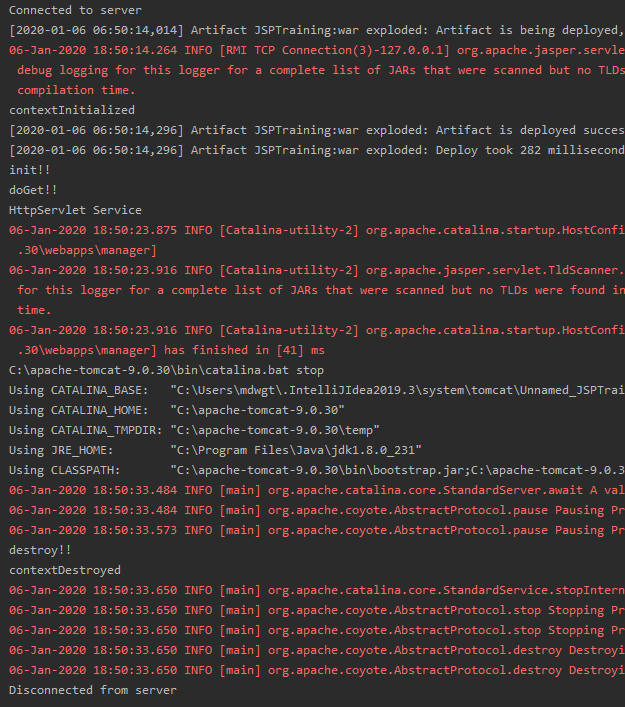 Connected to server
[2020-01-06 06:50:14,014] Artifact JSPTraining:war exploded: Artifact is being deployed,
06-Jan-2020 18:50:14.264 INFO [RMI TCP Connection(3)-127.0.0.1] org.apache.jasper.servle
debug logging for this logger for a complete list of JARs that were scanned but no TLDs
compilation time.
contextInitialized
[2020-01-06 06:50:14,296] Artifact JSPTraining:war exploded: Artifact is deployed succes
[2020-01-06 06:50:14,296] Artifact JSPTraining:war exploded: Deploy took 282 millisecond
init!!
doGet!!
HttpServlet Service
06-Jan-2020 18:50:23.875 INFO [Catalina-utility-2] org.apache.catalina.startup.HostConfi
.30\webapps\manager]
06-Jan-2020 18:50:23.916 INFO [Catalina-utility-2] org.apache.jasper.servlet.TldScanner.
for this logger for a complete list of JARs that were scanned but no TLDs were found in
time.
06-Jan-2020 18:50:23.916 INFO [Catalina-utility-2] org.apache.catalina.startup.HostConfi
.30\webapps\manager] has finished in [41] ms
C:\apache-tomcat-9.0.30\bin\catalina.bat stop
Using CATALINA_BASE:   "C:\Users\mdwgt\.IntelliJIdea2019.3\system\tomcat\Unnamed_JSPTrai
Using CATALINA_HOME:   "C:\apache-tomcat-9.0.30"
Using CATALINA_TMPDIR: "C:\apache-tomcat-9.0.30\temp"
Using JRE_HOME:        "C:\Program Files\Java\jdk1.8.0_231"
Using CLASSPATH:       "C:\apache-tomcat-9.0.30\bin\bootstrap.jar;C:\apache-tomcat-9.0.3
06-Jan-2020 18:50:33.484 INFO [main] org.apache.catalina.core.StandardServer.await A val
06-Jan-2020 18:50:33.484 INFO [main] org.apache.coyote.AbstractProtocol.pause Pausing Pr
06-Jan-2020 18:50:33.573 INFO [main] org.apache.coyote.AbstractProtocol.pause Pausing Pr
destroy!!
contextDestroyed
06-Jan-2020 18:50:33.650 INFO [main] org.apache.catalina.core.StandardService.stopIntern
06-Jan-2020 18:50:33.650 INFO [main] org.apache.coyote.AbstractProtocol.stop Stopping Pr
06-Jan-2020 18:50:33.650 INFO [main] org.apache.coyote.AbstractProtocol.stop Stopping Pr
06-Jan-2020 18:50:33.650 INFO [main] org.apache.coyote.AbstractProtocol.destroy Destroyi
06-Jan-2020 18:50:33.650 INFO [main] org.apache.coyote.AbstractProtocol.destroy Destroyi
Disconnected from server